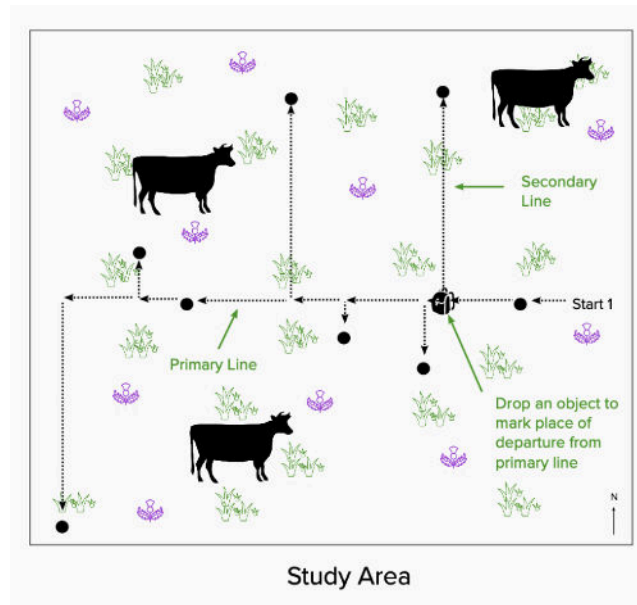 Secondary
Line
Start 1
Primary Line
Drop an object to
mark place of
departure from
primary line
N
Study Area